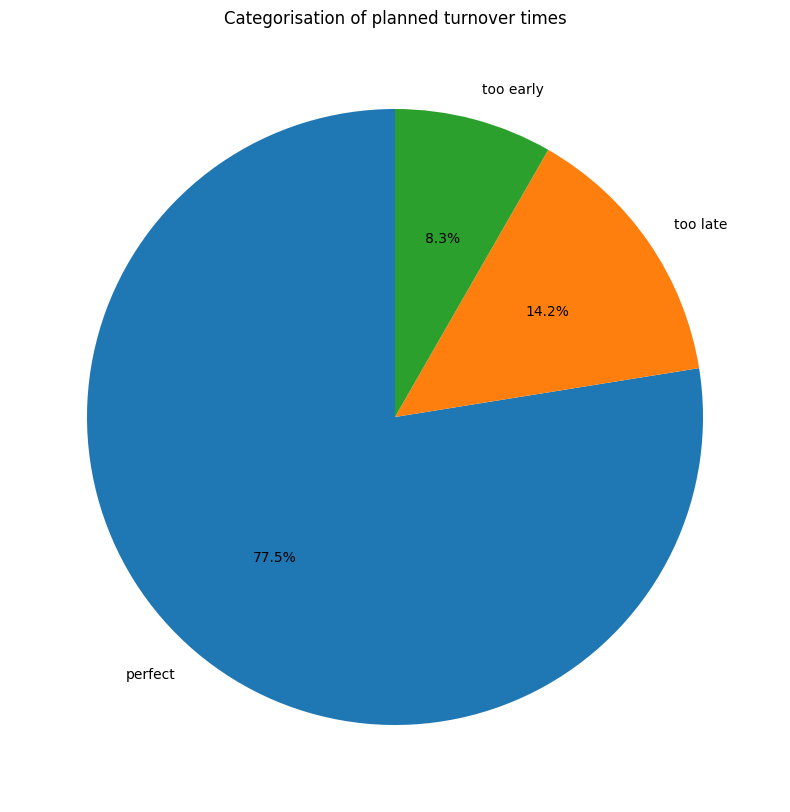 Categorisation of planned turnover times
too early
too late
8.3%
14.2%
77.5%
perfect